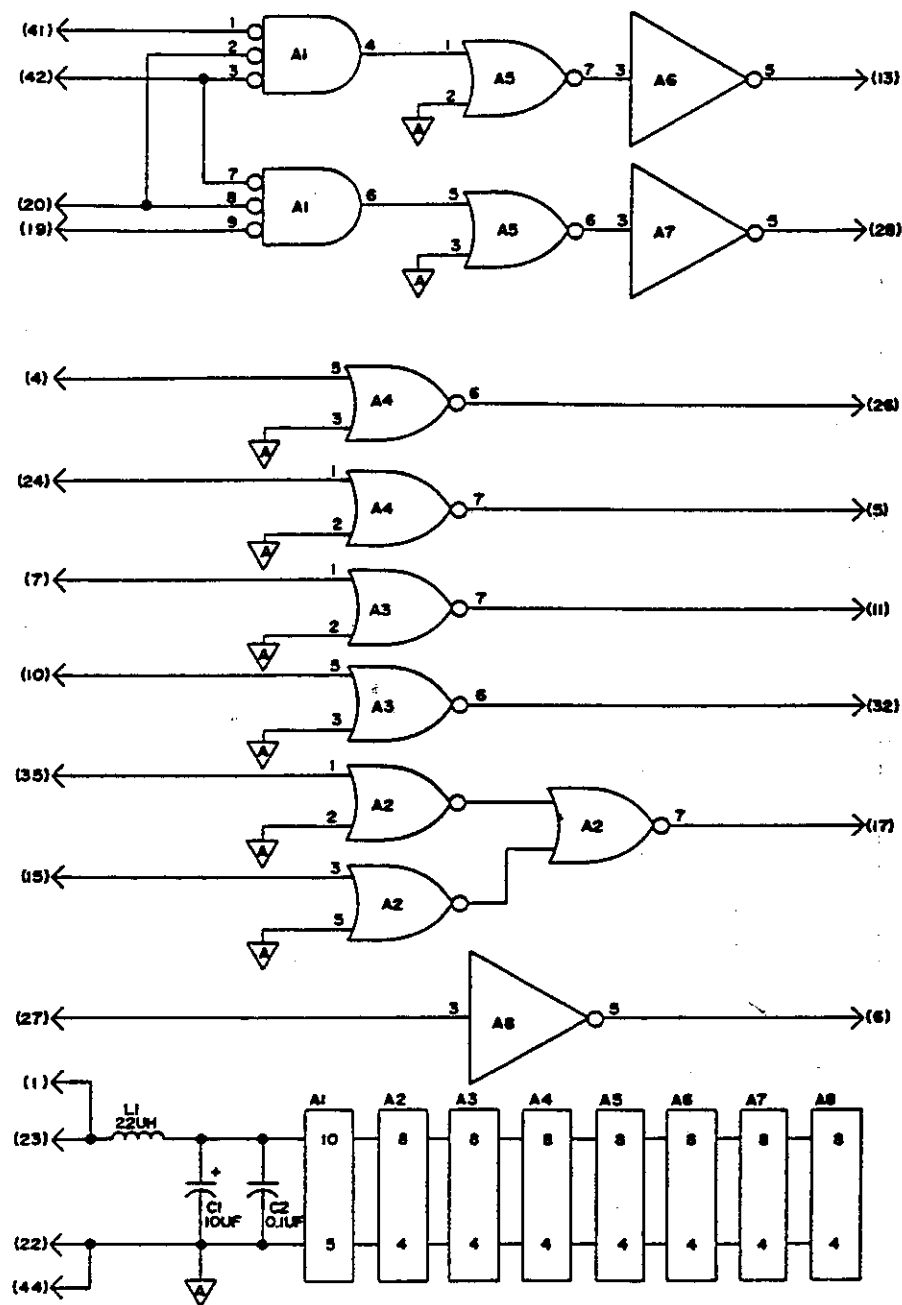 (41) 1
2 A1 4 1
(42) 3 A5 7 3 A6 5 (13)
2
A
7
(20) 8 A1 6 5
(19) 9 A5 6 3 A7 5 (28)
3
A
(4) 5
A4 6 (26)
3
A
(24) 1
A4 7 (5)
2
A
(7) 1
A3 7 (11)
2
A
(10) 5
A3 6 (32)
3
A
(35) 1
A2
2 A2 7 (17)
A
(15) 3
A2
5
A
(27) 3 A8 5 (6)
(1)
L1 A1 A2 A3 A4 A5 A6 A7 A8
22UH
(23) 10 8 8 8 8 8 8 8
+
C1 C2
10UF 0.1UF
(22) 5 4 4 4 4 4 4 4
(44) A